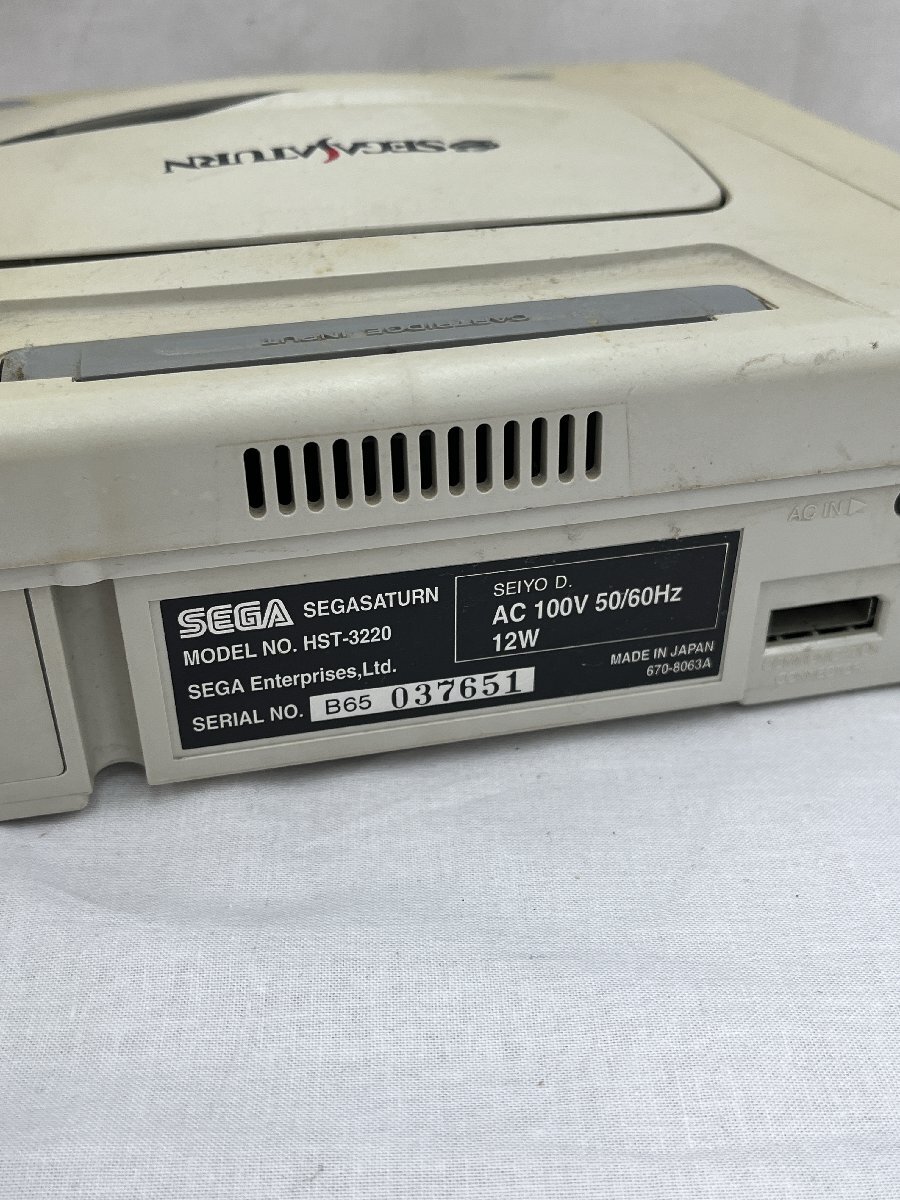 SEGASATURN
CARTRIDGE INPUT
AC IN
SEGA SEGASATURN
MODEL NO. HST-3220
SEGA Enterprises,Ltd.
SERIAL NO. B65 037651
SEIYO D.
AC 100V 50/60Hz
12W
MADE IN JAPAN
670-8063A